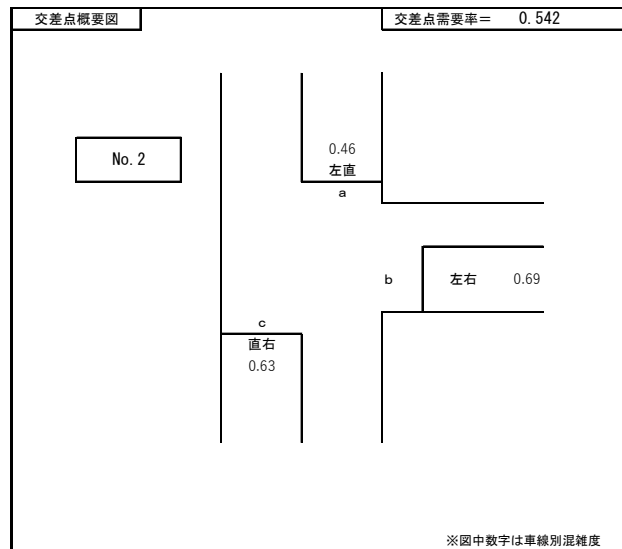 交差点概要図
交差点需要率＝ 0.542
No. 2
0.46
左直
a
b 左右 0.69
c
直右
0.63
※図中数字は車線別混雑度